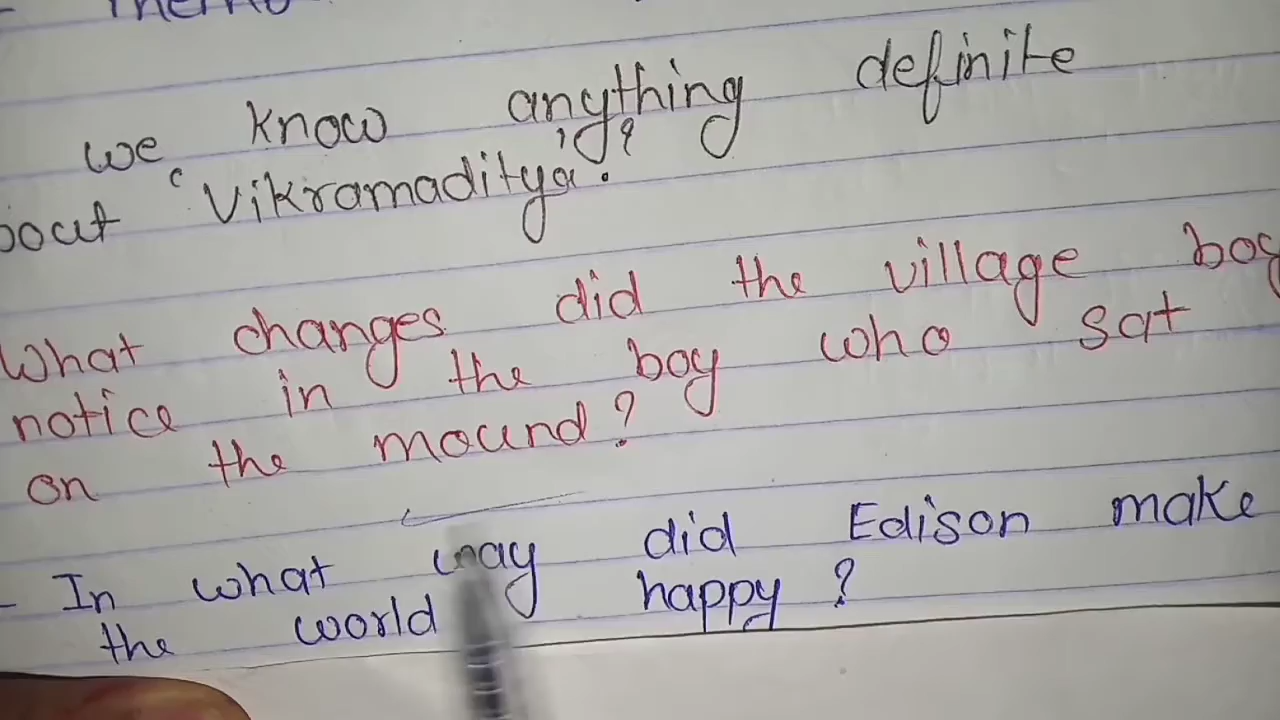 we know anything definite
'Vikramaditya'?
What changes did the village boy
notice in the boy who sat
on the mound?
- In what way did Edison make
the world happy?